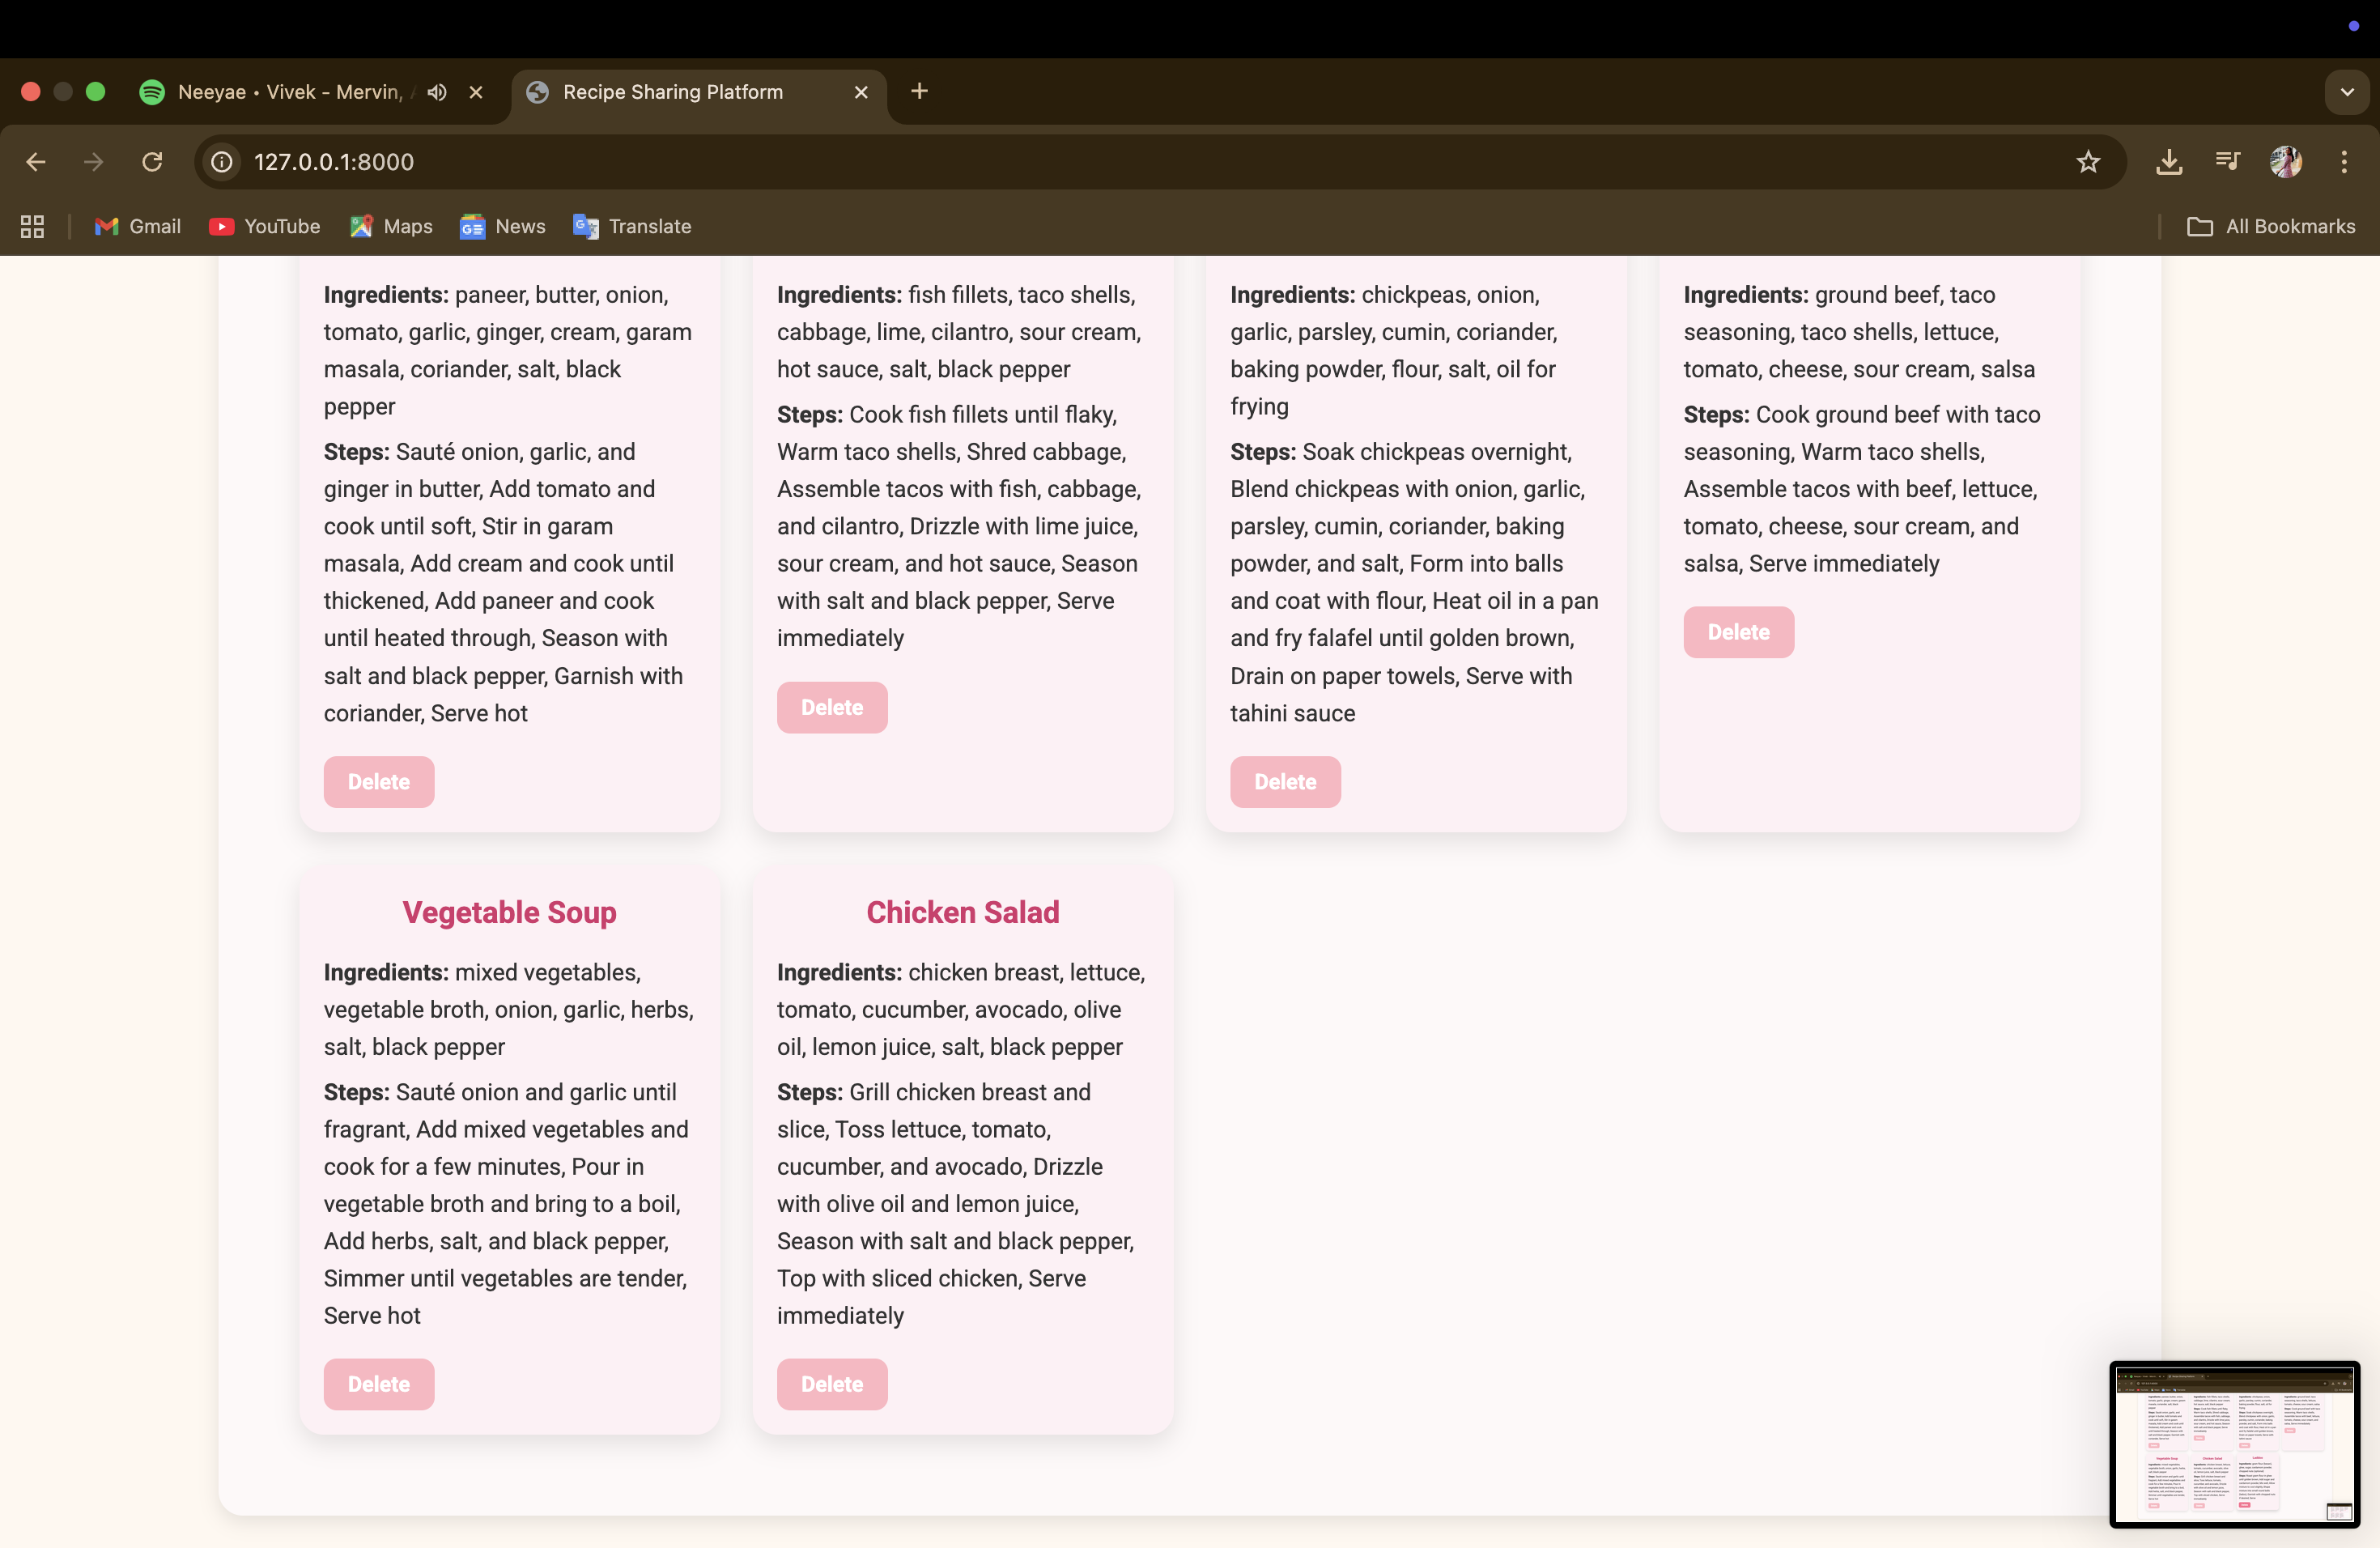 Neeyae • Vivek - Mervin,
Recipe Sharing Platform
127.0.0.1:8000
Gmail
YouTube
Maps
News
Translate
All Bookmarks
Ingredients: paneer, butter, onion,
tomato, garlic, ginger, cream, garam
masala, coriander, salt, black
pepper
Steps: Sauté onion, garlic, and
ginger in butter, Add tomato and
cook until soft, Stir in garam
masala, Add cream and cook until
thickened, Add paneer and cook
until heated through, Season with
salt and black pepper, Garnish with
coriander, Serve hot
Delete
Ingredients: fish fillets, taco shells,
cabbage, lime, cilantro, sour cream,
hot sauce, salt, black pepper
Steps: Cook fish fillets until flaky,
Warm taco shells, Shred cabbage,
Assemble tacos with fish, cabbage,
and cilantro, Drizzle with lime juice,
sour cream, and hot sauce, Season
with salt and black pepper, Serve
immediately
Delete
Ingredients: chickpeas, onion,
garlic, parsley, cumin, coriander,
baking powder, flour, salt, oil for
frying
Steps: Soak chickpeas overnight,
Blend chickpeas with onion, garlic,
parsley, cumin, coriander, baking
powder, and salt, Form into balls
and coat with flour, Heat oil in a pan
and fry falafel until golden brown,
Drain on paper towels, Serve with
tahini sauce
Delete
Ingredients: ground beef, taco
seasoning, taco shells, lettuce,
tomato, cheese, sour cream, salsa
Steps: Cook ground beef with taco
seasoning, Warm taco shells,
Assemble tacos with beef, lettuce,
tomato, cheese, sour cream, and
salsa, Serve immediately
Delete
Vegetable Soup
Ingredients: mixed vegetables,
vegetable broth, onion, garlic, herbs,
salt, black pepper
Steps: Sauté onion and garlic until
fragrant, Add mixed vegetables and
cook for a few minutes, Pour in
vegetable broth and bring to a boil,
Add herbs, salt, and black pepper,
Simmer until vegetables are tender,
Serve hot
Delete
Chicken Salad
Ingredients: chicken breast, lettuce,
tomato, cucumber, avocado, olive
oil, lemon juice, salt, black pepper
Steps: Grill chicken breast and
slice, Toss lettuce, tomato,
cucumber, and avocado, Drizzle
with olive oil and lemon juice,
Season with salt and black pepper,
Top with sliced chicken, Serve
immediately
Delete